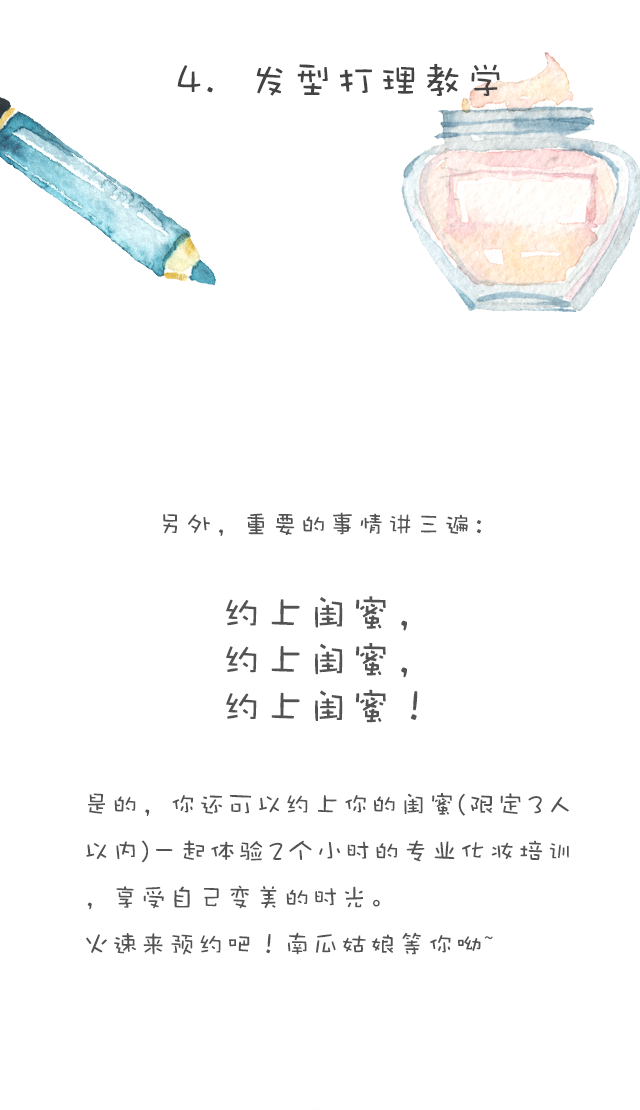 4. 发型打理教学
另外，重要的事情讲三遍：
约上闺蜜，
约上闺蜜，
约上闺蜜！
是的，你还可以约上你的闺蜜(限定3人
以内)一起体验2个小时的专业化妆培训
，享受自己变美的时光。
火速来预约吧！南瓜姑娘等你呦~